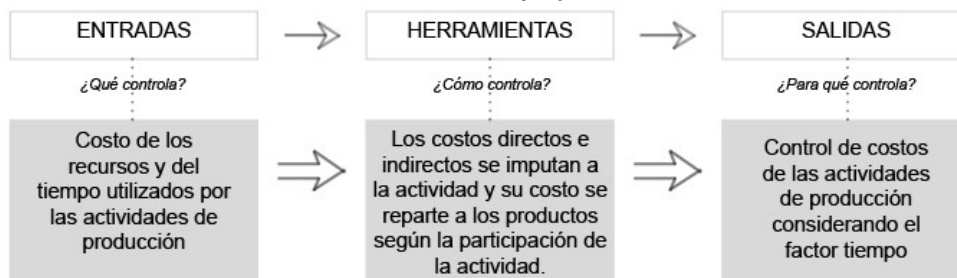 ENTRADAS
HERRAMIENTAS
SALIDAS
¿Qué controla?
¿Cómo controla?
¿Para qué controla?
Costo de los
recursos y del
tiempo utilizados por
las actividades de
producción
Los costos directos e
indirectos se imputan a
la actividad y su costo se
reparte a los productos
según la participación de
la actividad.
Control de costos
de las actividades
de producción
considerando el
factor tiempo